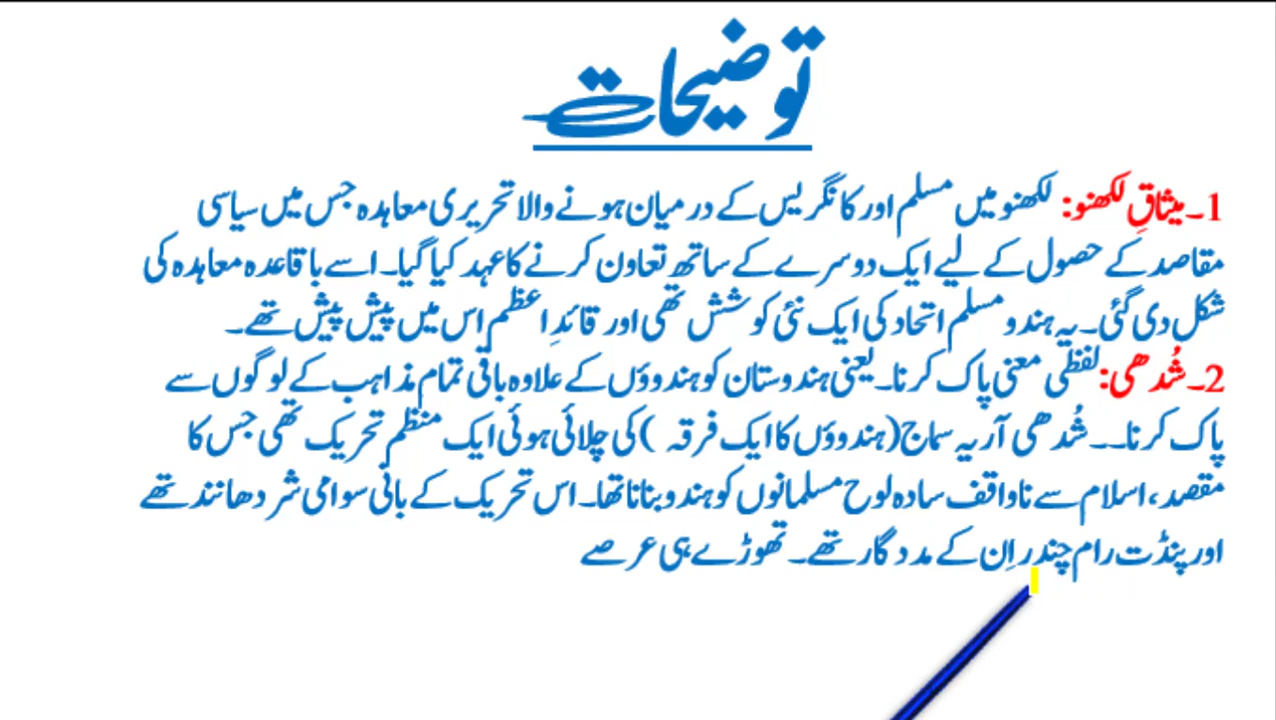 توضیحات
1۔میثاقِ لکھنو: لکھنو میں مسلم اور کانگریس کے درمیان ہونے والا تحریری معاہدہ جس میں سیاسی
مقاصد کے حصول کے لیے ایک دوسرے کے ساتھ تعاون کرنے کا عہد کیا گیا۔ اسے باقاعدہ معاہدہ کی
شکل دی گئی۔ یہ ہندو مسلم اتحاد کی ایک نئی کوشش تھی اور قائدِ اعظم اس میں پیش پیش تھے۔
2۔شُدھی: لفظی معنی پاک کرنا۔ یعنی ہندوستان کو ہندوؤں کے علاوہ باقی تمام مذاہب کے لوگوں سے
پاک کرنا۔۔ شُدھی آریہ سماج(ہندوؤں کا ایک فرقہ ) کی چلائی ہوئی ایک منظم تحریک تھی جس کا
مقصد، اسلام سے ناواقف سادہ لوح مسلمانوں کو ہندو بنانا تھا۔ اس تحریک کے بانی سوامی شردھانند تھے
اور پنڈت رام چندر اِن کے مددگار تھے۔ تھوڑے ہی عرصے